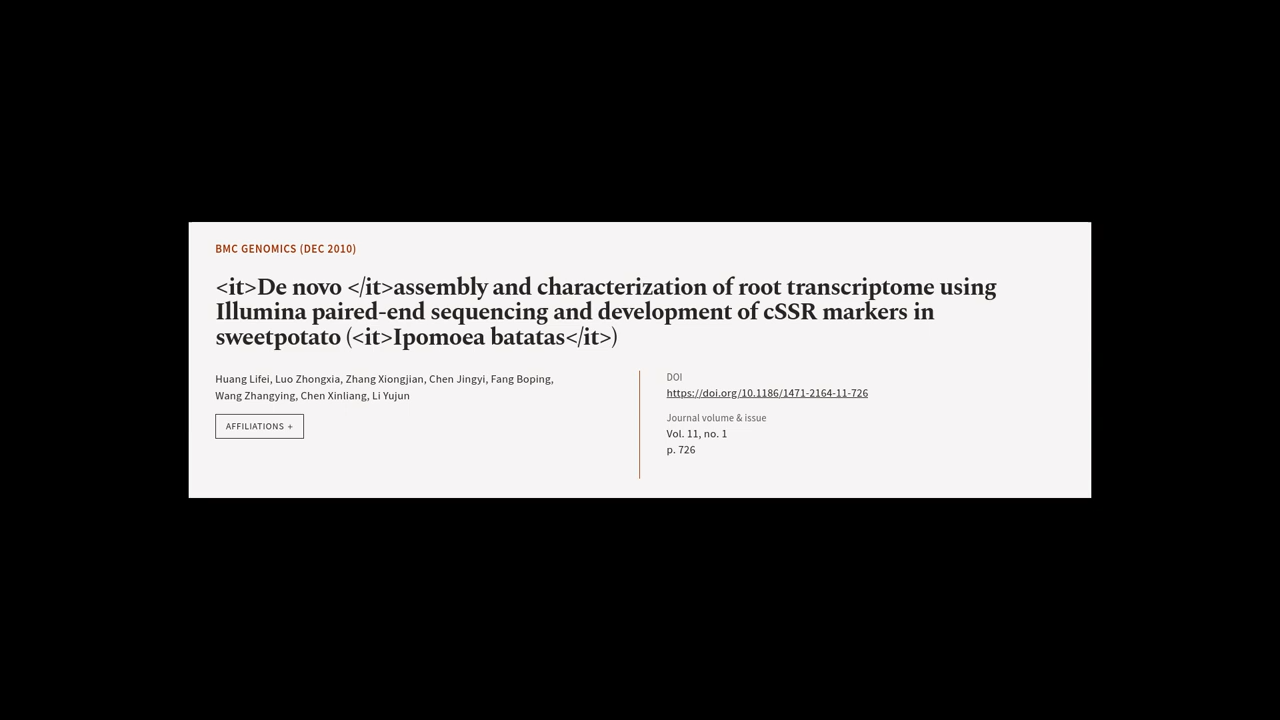 BMC GENOMICS (DEC 2010)
<it>De novo </it>assembly and characterization of root transcriptome using
Illumina paired-end sequencing and development of cSSR markers in
sweetpotato (<it>Ipomoea batatas</it>)
Huang Lifei, Luo Zhongxia, Zhang Xiongjian, Chen Jingyi, Fang Boping,
Wang Zhangying, Chen Xinliang, Li Yujun
AFFILIATIONS +
DOI
https://doi.org/10.1186/1471-2164-11-726
Journal volume & issue
Vol. 11, no. 1
p. 726